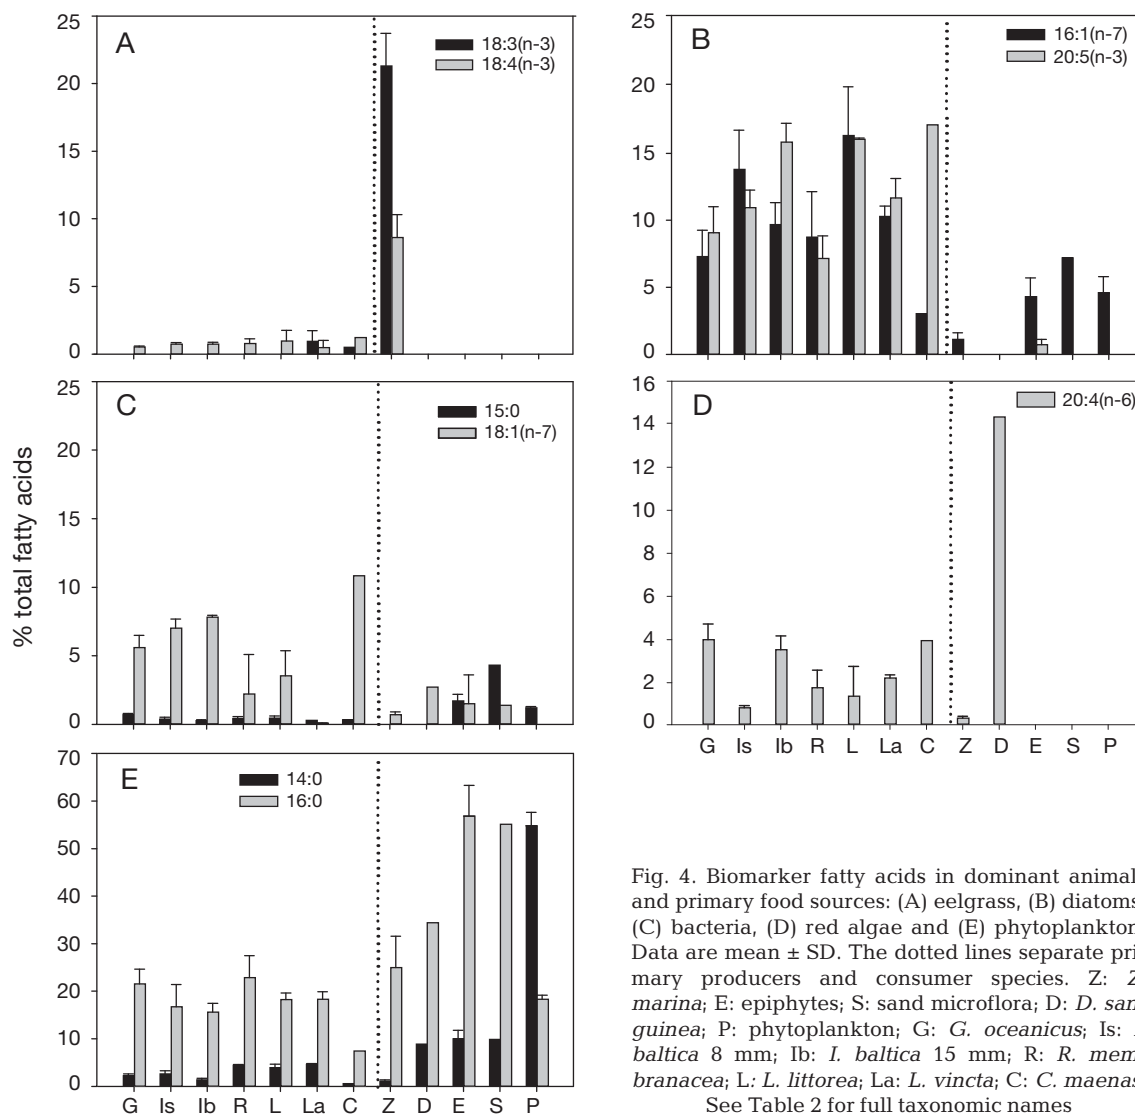 A
18:3(n-3)
18:4(n-3)
25
20
15
10
5
0
B
16:1(n-7)
20:5(n-3)
25
20
15
10
5
0
C
15:0
18:1(n-7)
25
20
15
10
5
0
D
20:4(n-6)
16
14
12
10
8
6
4
2
0
G Is Ib R L La C Z D E S P
% total fatty acids
E
14:0
16:0
70
60
50
40
30
20
10
0
G Is Ib R L La C Z D E S P
Fig. 4. Biomarker fatty acids in dominant animal
and primary food sources: (A) eelgrass, (B) diatoms
(C) bacteria, (D) red algae and (E) phytoplankton
Data are mean ± SD. The dotted lines separate pri
mary producers and consumer species. Z: Z
marina; E: epiphytes; S: sand microflora; D: D. san
guinea; P: phytoplankton; G: G. oceanicus; Is:
baltica 8 mm; Ib: I. baltica 15 mm; R: R. mem
branacea; L: L. littorea; La: L. vincta; C: C. maenas
See Table 2 for full taxonomic names